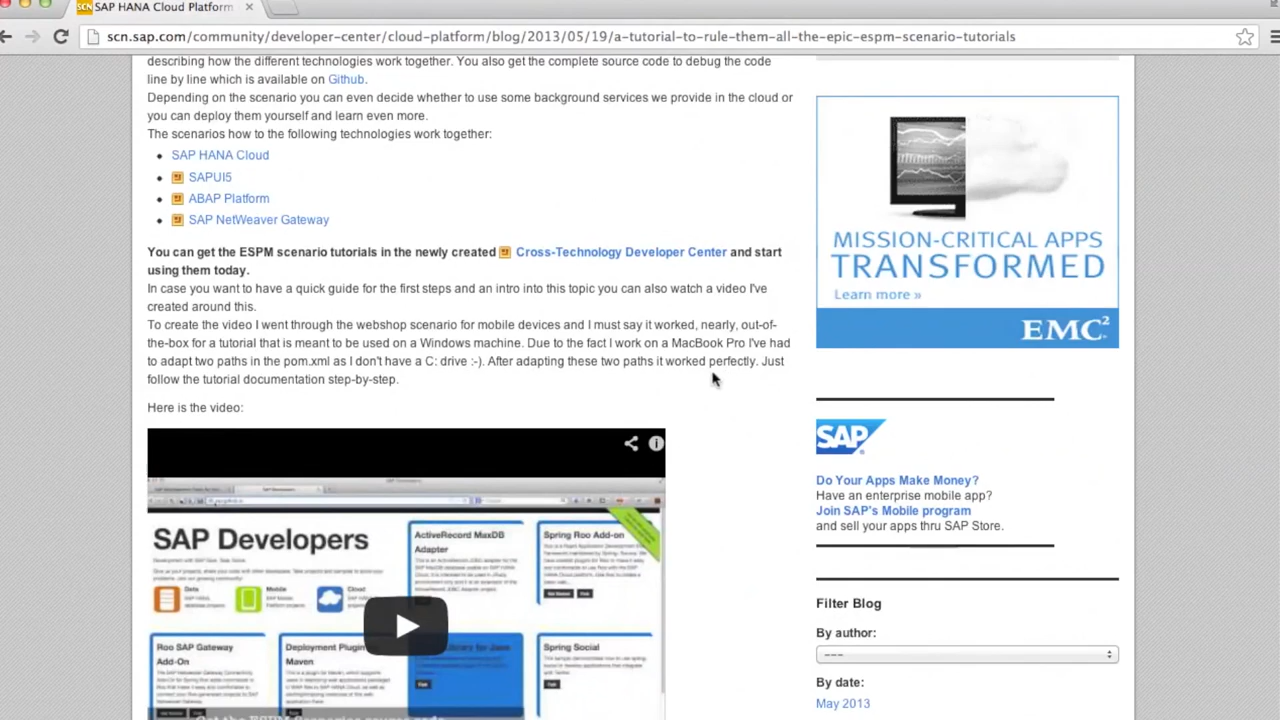 SAP HANA Cloud Platform
scn.sap.com/community/developer-center/cloud-platform/blog/2013/05/19/a-tutorial-to-rule-them-all-the-epic-espm-scenario-tutorials
describing how the different technologies work together. You also get the complete source code to debug the code
line by line which is available on Github.
Depending on the scenario you can even decide whether to use some background services we provide in the cloud or
you can deploy them yourself and learn even more.
The scenarios how to the following technologies work together:
SAP HANA Cloud
SAPUI5
ABAP Platform
SAP NetWeaver Gateway
You can get the ESPM scenario tutorials in the newly created Cross-Technology Developer Center and start
using them today.
In case you want to have a quick guide for the first steps and an intro into this topic you can also watch a video I've
created around this.
To create the video I went through the webshop scenario for mobile devices and I must say it worked, nearly, out-of-
the-box for a tutorial that is meant to be used on a Windows machine. Due to the fact I work on a MacBook Pro I've had
to adapt two paths in the pom.xml as I don't have a C: drive :-). After adapting these two paths it worked perfectly. Just
follow the tutorial documentation step-by-step.
Here is the video:
SAP Developers
ActiveRecord MaxDB
Adapter
Spring Roo Add-on
Data
Mobile
Cloud
Roo SAP Gateway
Add-On
Deployment Plugin
Maven
Library for Java
Spring Social
MISSION-CRITICAL APPS
TRANSFORMED
Learn more »
EMC²
SAP
Do Your Apps Make Money?
Have an enterprise mobile app?
Join SAP's Mobile program
and sell your apps thru SAP Store.
Filter Blog
By author:
---
By date:
May 2013